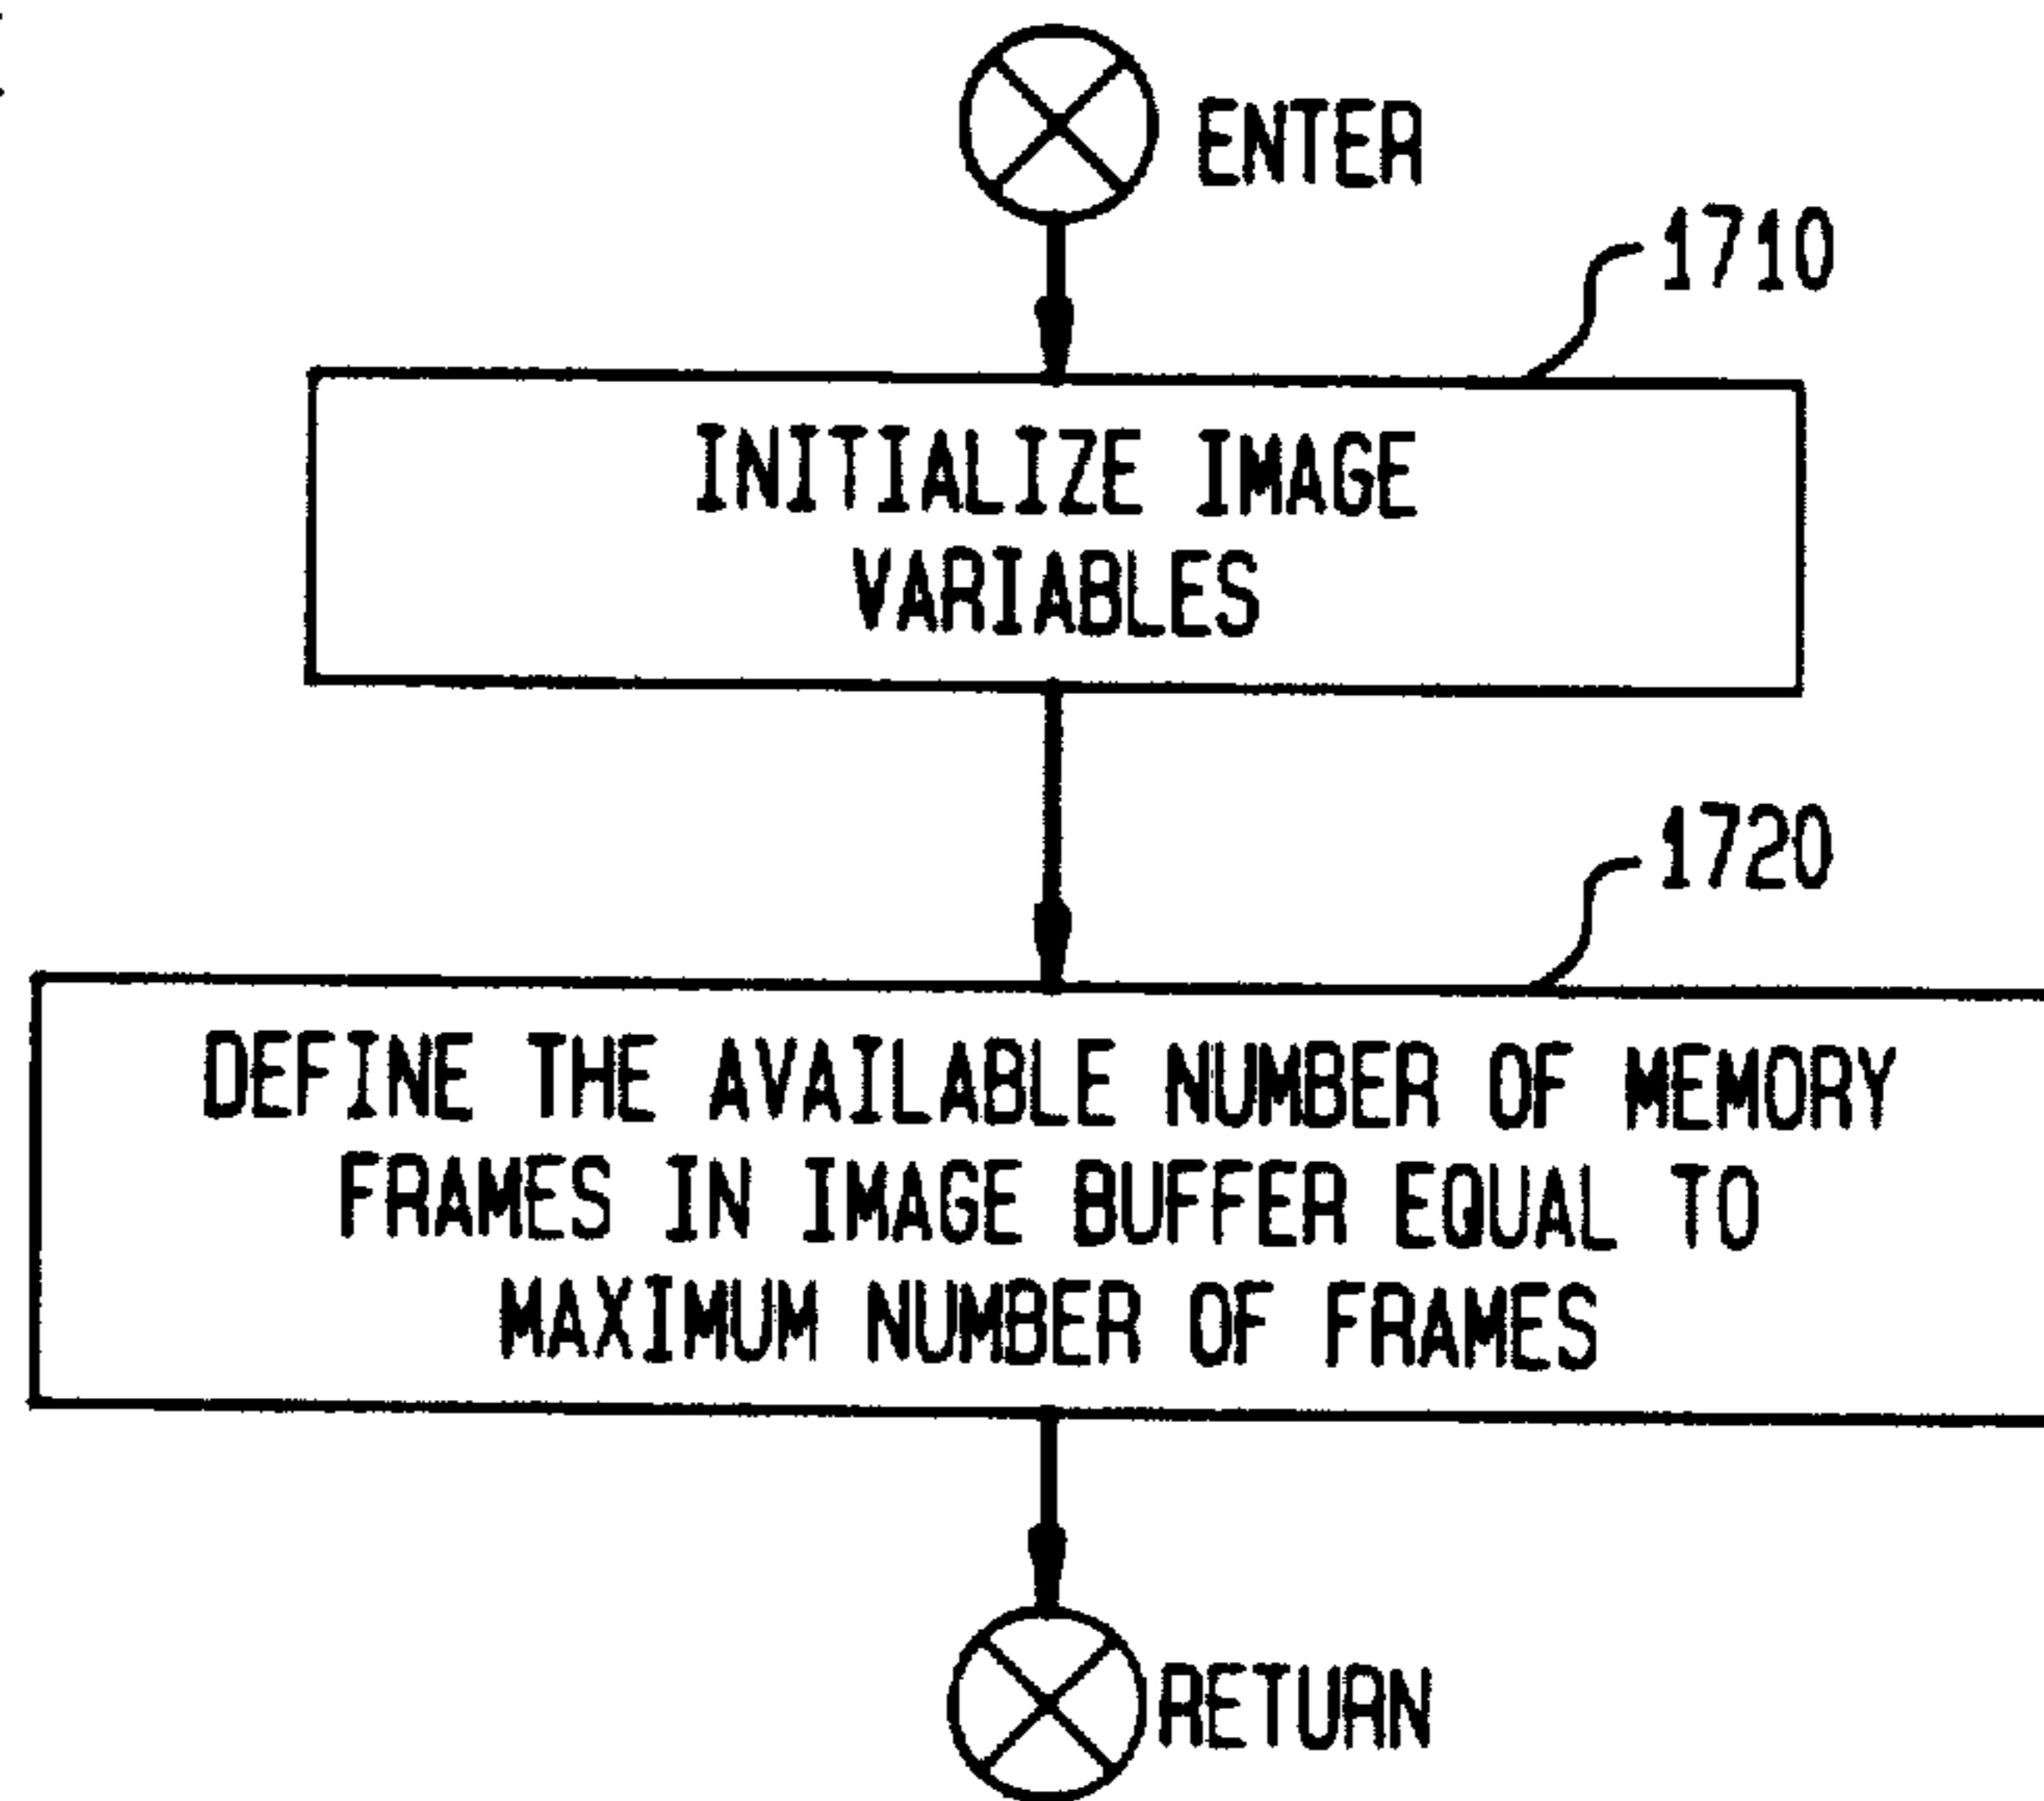 ENTER
1710
INITIALIZE IMAGE
VARIABLES
1720
DEFINE THE AVAILABLE NUMBER OF MEMORY
FRAMES IN IMAGE BUFFER EQUAL TO
MAXIMUM NUMBER OF FRAMES
RETURN